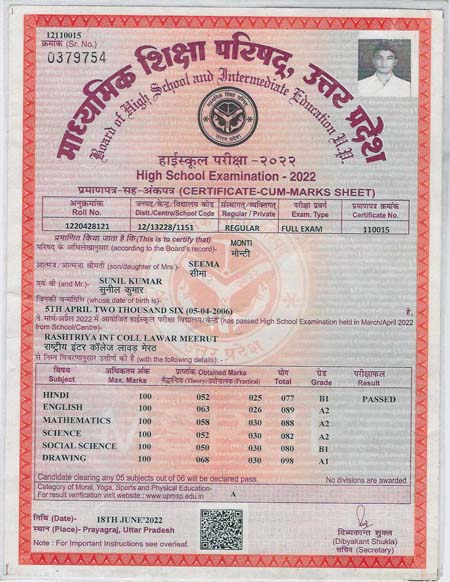 12110015
क्रमांक (Sr. No.)
0379754
माध्यमिक शिक्षा परिषद्, उत्तर प्रदेश
Board of High School and Intermediate Education U.P.
हाईस्कूल परीक्षा -२०२२
High School Examination - 2022
प्रमाणपत्र-सह-अंकपत्र (CERTIFICATE-CUM-MARKS SHEET)
अनुक्रमांक जनपद/केन्द्र/विद्यालय कोड संस्थागत/व्यक्तिगत परीक्षा प्रवर्ग प्रमाणपत्र क्रमांक
Roll No. Distt./Centre/School Code Regular / Private Exam. Type Certificate No.
1220428121 12/13228/1151 REGULAR FULL EXAM 110015
प्रमाणित किया जाता है कि(This is to certify that) MONTI
परिषद के अभिलेखानुसार (according to the Board's Records) मोन्टी
आत्मज/आत्मजा श्रीमती (son/daughter of Mrs.)- SEEMA
सीमा
एवं श्री (and Mr.)- SUNIL KUMAR
सुनील कुमार
जिनकी जन्मतिथि (whose date of birth is)-
5TH APRIL TWO THOUSAND SIX (05-04-2006)
ने मार्च/अप्रैल 2022 में आयोजित हाईस्कूल परीक्षा विद्यालय/केन्द्र (has passed High School Examination held in March/April 2022
from School/Centre)-
RASHTRIYA INT COLL LAWAR MEERUT
राष्ट्रीय इंटर कॉलेज लावड़ मेरठ
से निम्न विवरणानुसार उत्तीर्ण की (with the following details) :-
विषय अधिकतम अंक प्राप्तांक Obtained Marks योग ग्रेड परीक्षाफल
Subject Max. Marks सैद्धान्तिक (Theory) प्रयोगात्मक (Practical) Total Grade Result
HINDI 100 052 025 077 B1 PASSED
ENGLISH 100 063 026 089 A2
MATHEMATICS 100 058 030 088 A2
SCIENCE 100 052 030 082 A2
SOCIAL SCIENCE 100 050 030 080 B1
DRAWING 100 068 030 098 A1
Candidate clearing any 05 subjects out of 06 will be declared pass. No divisions are awarded
Category of Moral, Yoga, Sports and Physical Education-
For result verification visit website : www.upmsp.edu.in A
तिथि (Date)- 18TH JUNE'2022
स्थान (Place)- Prayagraj, Uttar Pradesh
Note : For Important Instructions see overleaf.
दिव्यकान्त शुक्ल
(Dibyakant Shukla)
सचिव (Secretary)